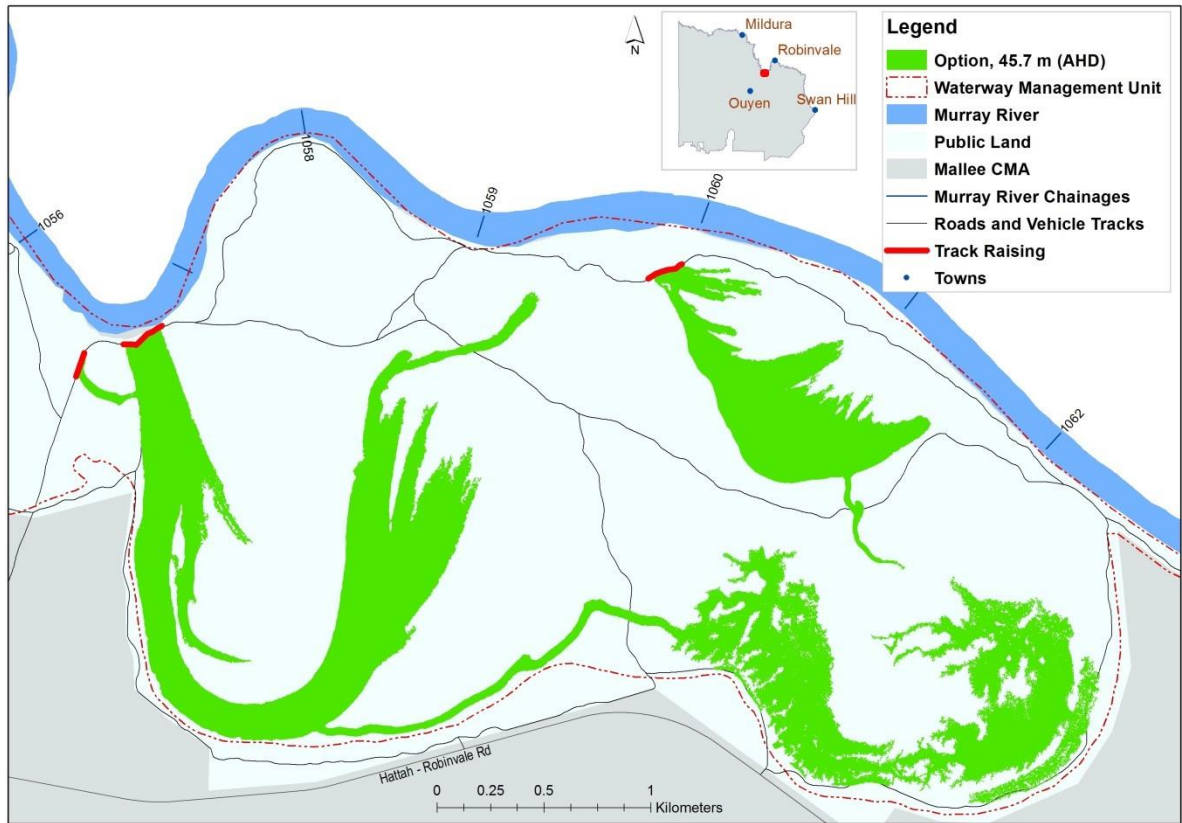 Mildura
Robinvale
Ouyen
Swan Hill
N
Legend
Option, 45.7 m (AHD)
Waterway Management Unit
Murray River
Public Land
Mallee CMA
Murray River Chainages
Roads and Vehicle Tracks
Track Raising
Towns
1056
1058
1059
1060
1062
Hattah - Robinvale Rd
0 0.25 0.5 1
Kilometers